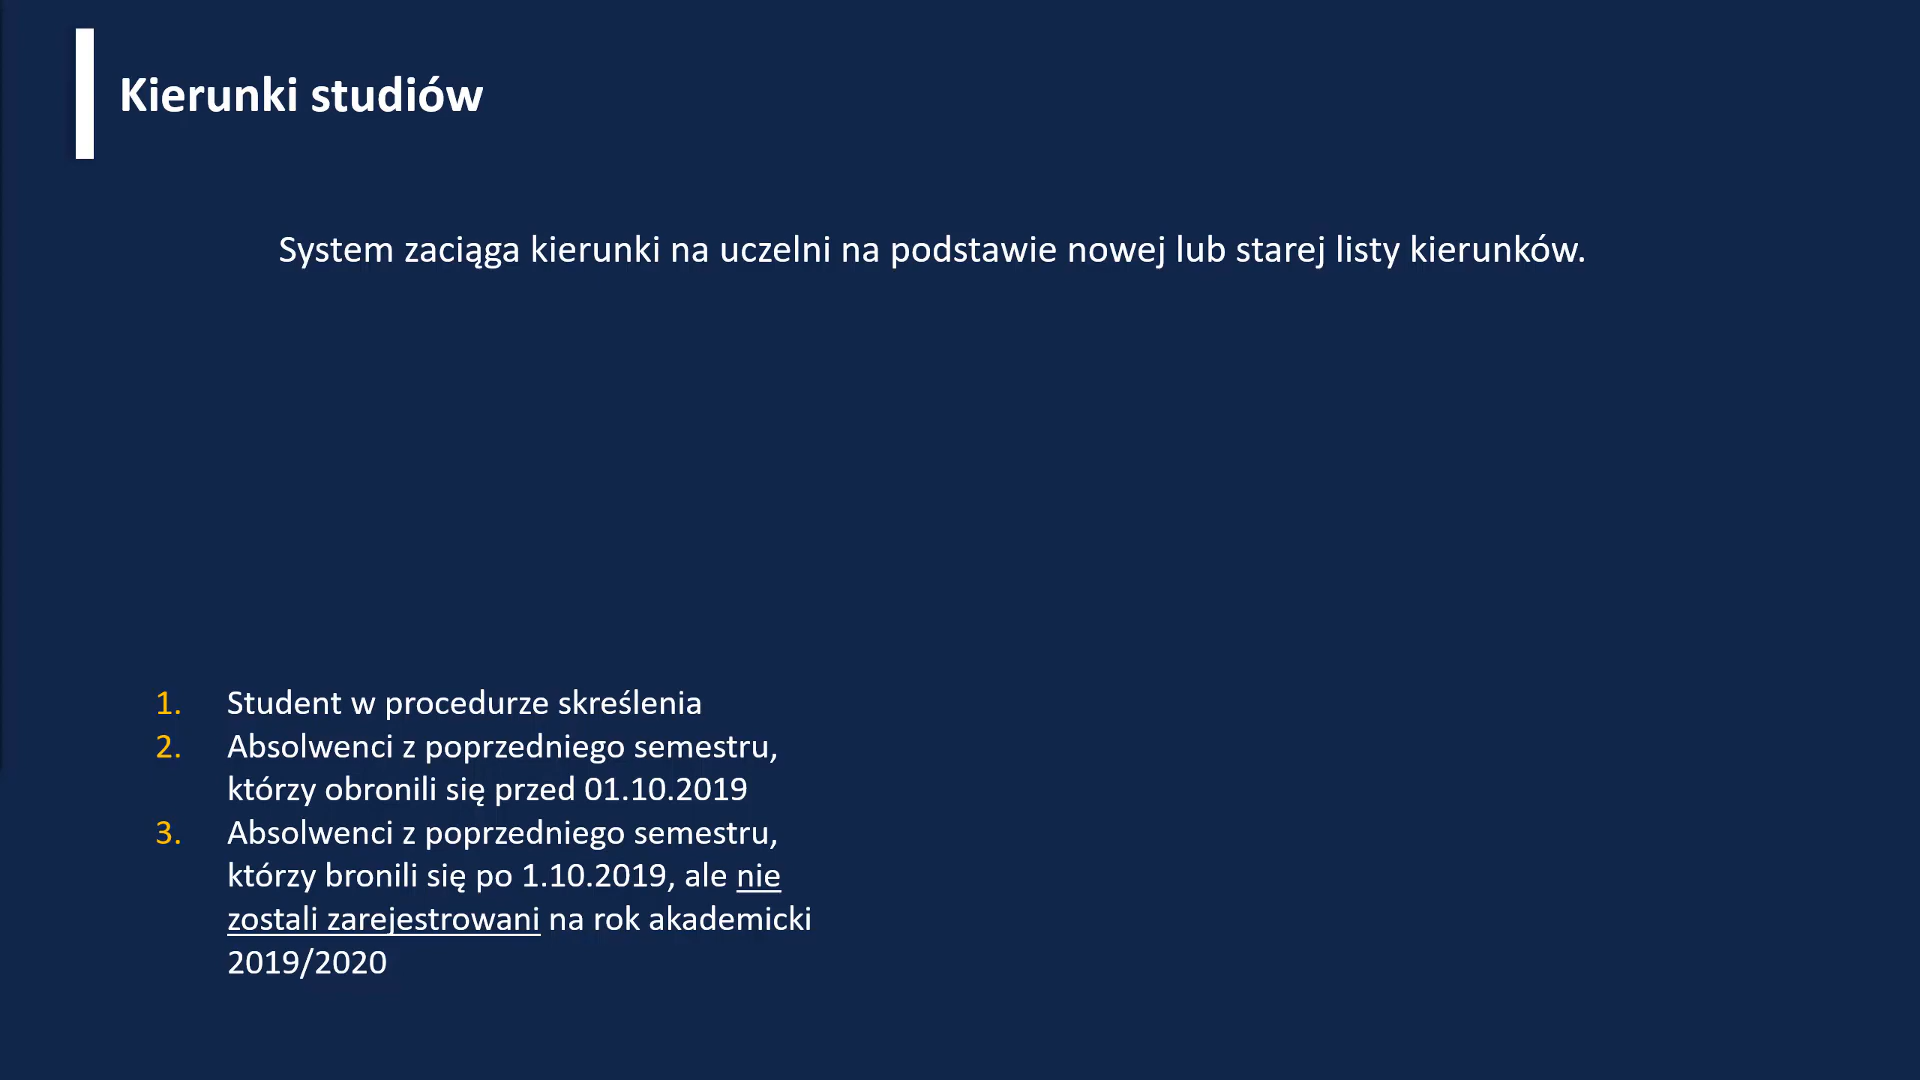 Kierunki studiów
System zaciąga kierunki na uczelni na podstawie nowej lub starej listy kierunków.
1. Student w procedurze skreślenia
2. Absolwenci z poprzedniego semestru,
którzy obronili się przed 01.10.2019
3. Absolwenci z poprzedniego semestru,
którzy bronili się po 1.10.2019, ale nie
zostali zarejestrowani na rok akademicki
2019/2020